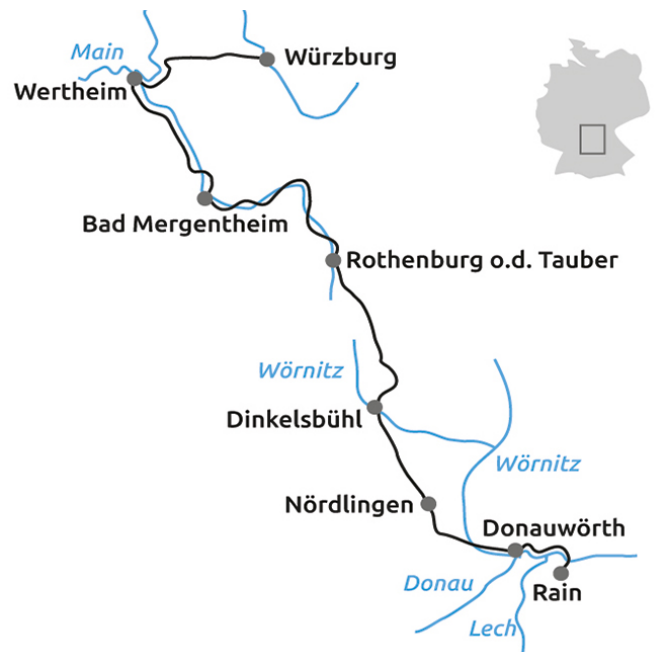 Main
Würzburg
Wertheim
Bad Mergentheim
Rothenburg o.d. Tauber
Wörnitz
Dinkelsbühl
Wörnitz
Nördlingen
Donauwörth
Donau
Rain
Lech